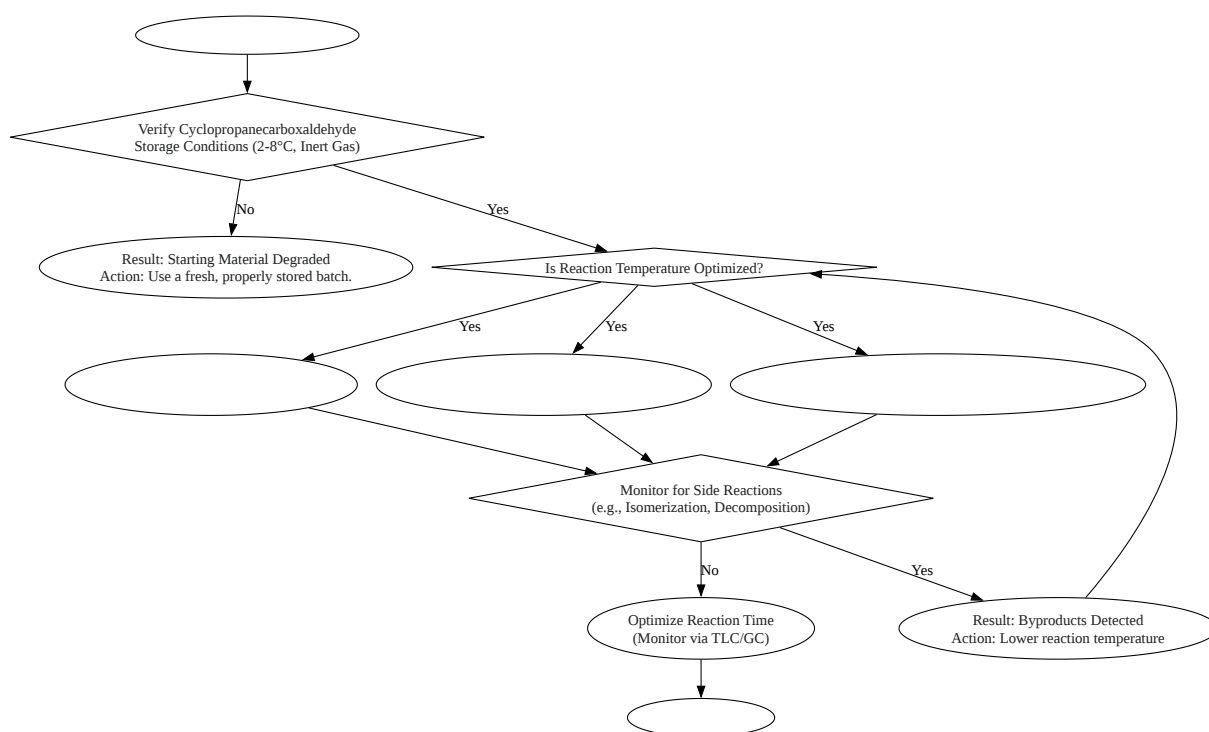 Verify Cyclopropanecarboxaldehyde
Storage Conditions (2-8°C, Inert Gas)
No
Yes
Result: Starting Material Degraded
Action: Use a fresh, properly stored batch.
Is Reaction Temperature Optimized?
Yes
Yes
Yes
Monitor for Side Reactions
(e.g., Isomerization, Decomposition)
No
Yes
Optimize Reaction Time
(Monitor via TLC/GC)
Result: Byproducts Detected
Action: Lower reaction temperature